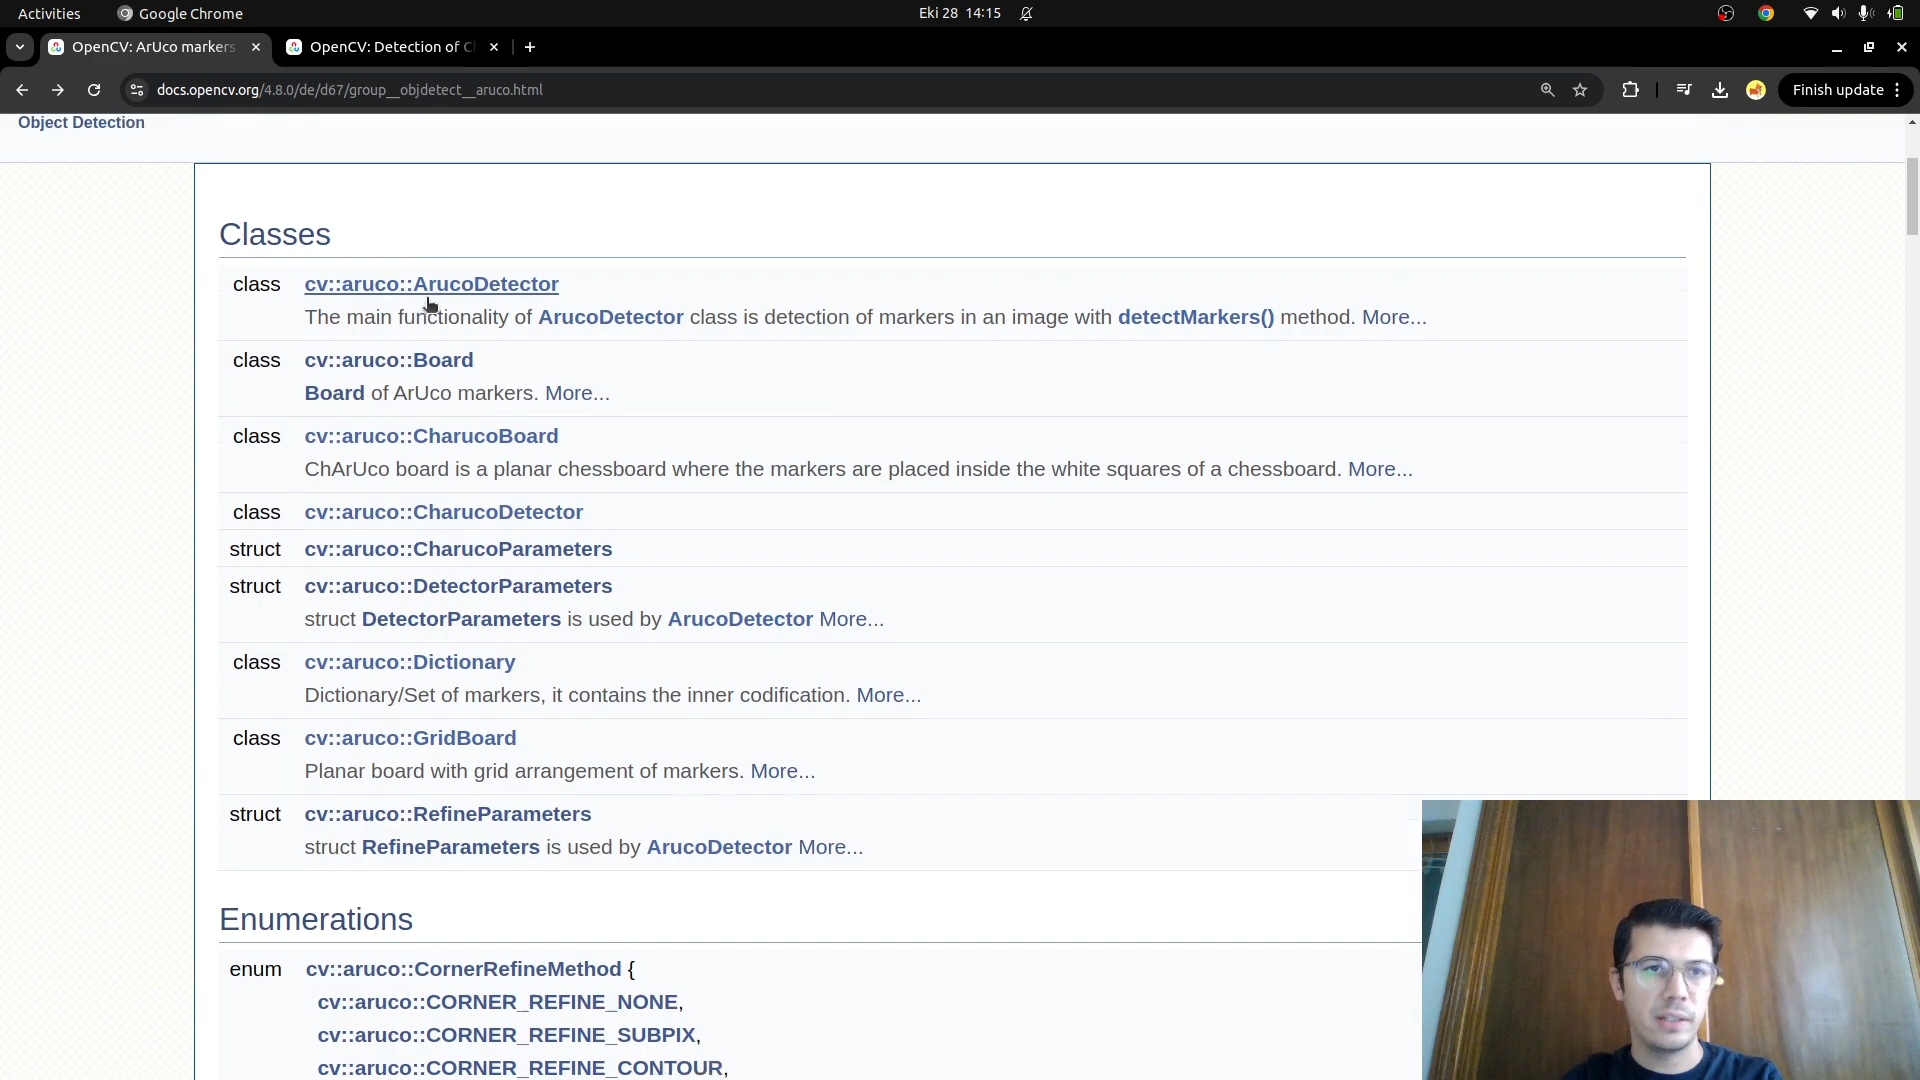 Activities
Google Chrome
Eki 28 14:15
OpenCV: ArUco markers
OpenCV: Detection of C
docs.opencv.org/4.8.0/de/d67/group__objdetect__aruco.html
Finish update
Object Detection
Classes
class cv::aruco::ArucoDetector
The main functionality of ArucoDetector class is detection of markers in an image with detectMarkers() method. More...
class cv::aruco::Board
Board of ArUco markers. More...
class cv::aruco::CharucoBoard
ChArUco board is a planar chessboard where the markers are placed inside the white squares of a chessboard. More...
class cv::aruco::CharucoDetector
struct cv::aruco::CharucoParameters
struct cv::aruco::DetectorParameters
struct DetectorParameters is used by ArucoDetector More...
class cv::aruco::Dictionary
Dictionary/Set of markers, it contains the inner codification. More...
class cv::aruco::GridBoard
Planar board with grid arrangement of markers. More...
struct cv::aruco::RefineParameters
struct RefineParameters is used by ArucoDetector More...
Enumerations
enum cv::aruco::CornerRefineMethod {
cv::aruco::CORNER_REFINE_NONE,
cv::aruco::CORNER_REFINE_SUBPIX,
cv::aruco::CORNER_REFINE_CONTOUR,